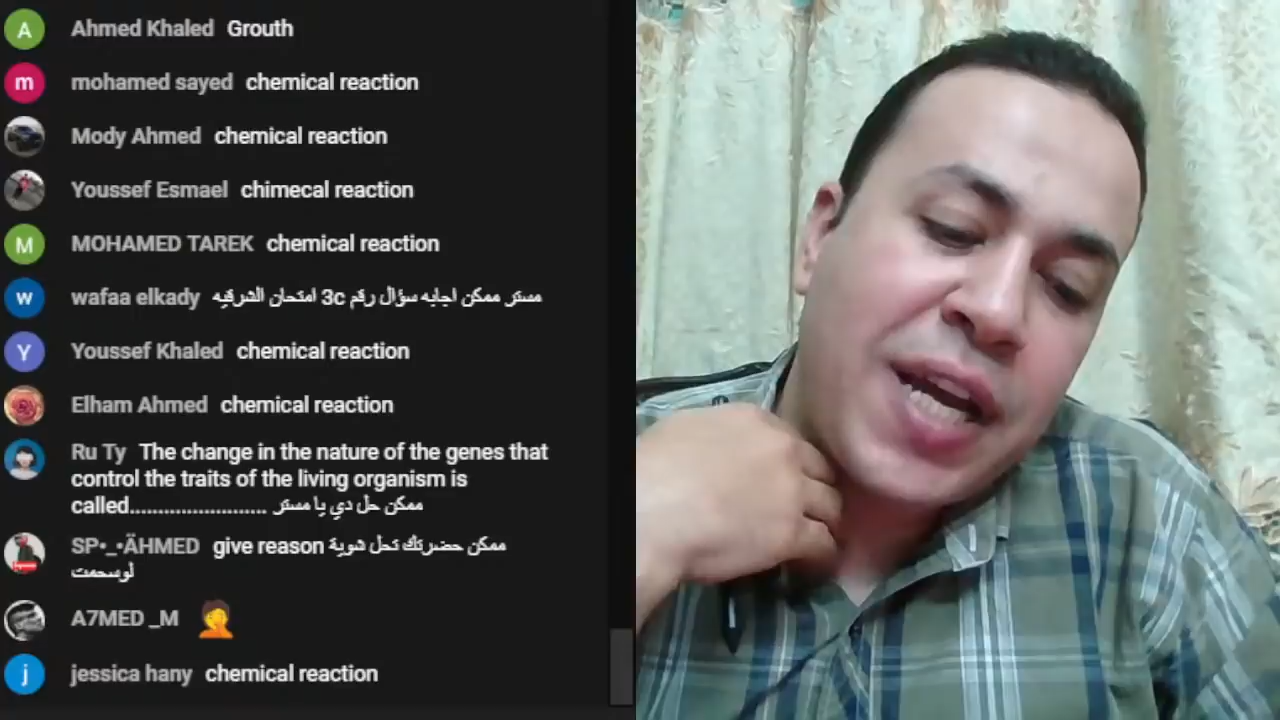 A Ahmed Khaled Grouth
m mohamed sayed chemical reaction
Mody Ahmed chemical reaction
Youssef Esmael chimecal reaction
M MOHAMED TAREK chemical reaction
w wafaa elkady مستر ممكن اجابه سؤال رقم 3c امتحان الشرقيه
Y Youssef Khaled chemical reaction
Elham Ahmed chemical reaction
Ru Ty The change in the nature of the genes that
control the traits of the living organism is
called........................ ممكن حل دي يا مستر
SP•_•ÄHMED give reason ممكن حضرتك تحل شوية
لوسحمت
A7MED _M 🤦
j jessica hany chemical reaction